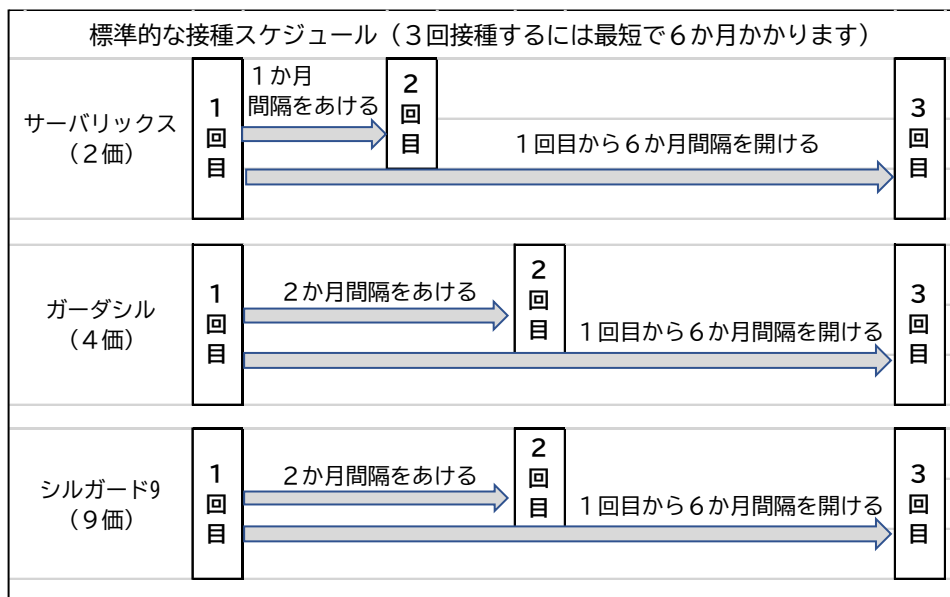 標準的な接種スケジュール（３回接種するには最短で６か月かかります）
サーバリックス
（２価）
１回目
１か月
間隔をあける
２回目
１回目から６か月間隔を開ける
３回目
ガーダシル
（４価）
１回目
２か月間隔をあける
２回目
１回目から６か月間隔を開ける
３回目
シルガード9
（９価）
１回目
２か月間隔をあける
２回目
１回目から６か月間隔を開ける
３回目